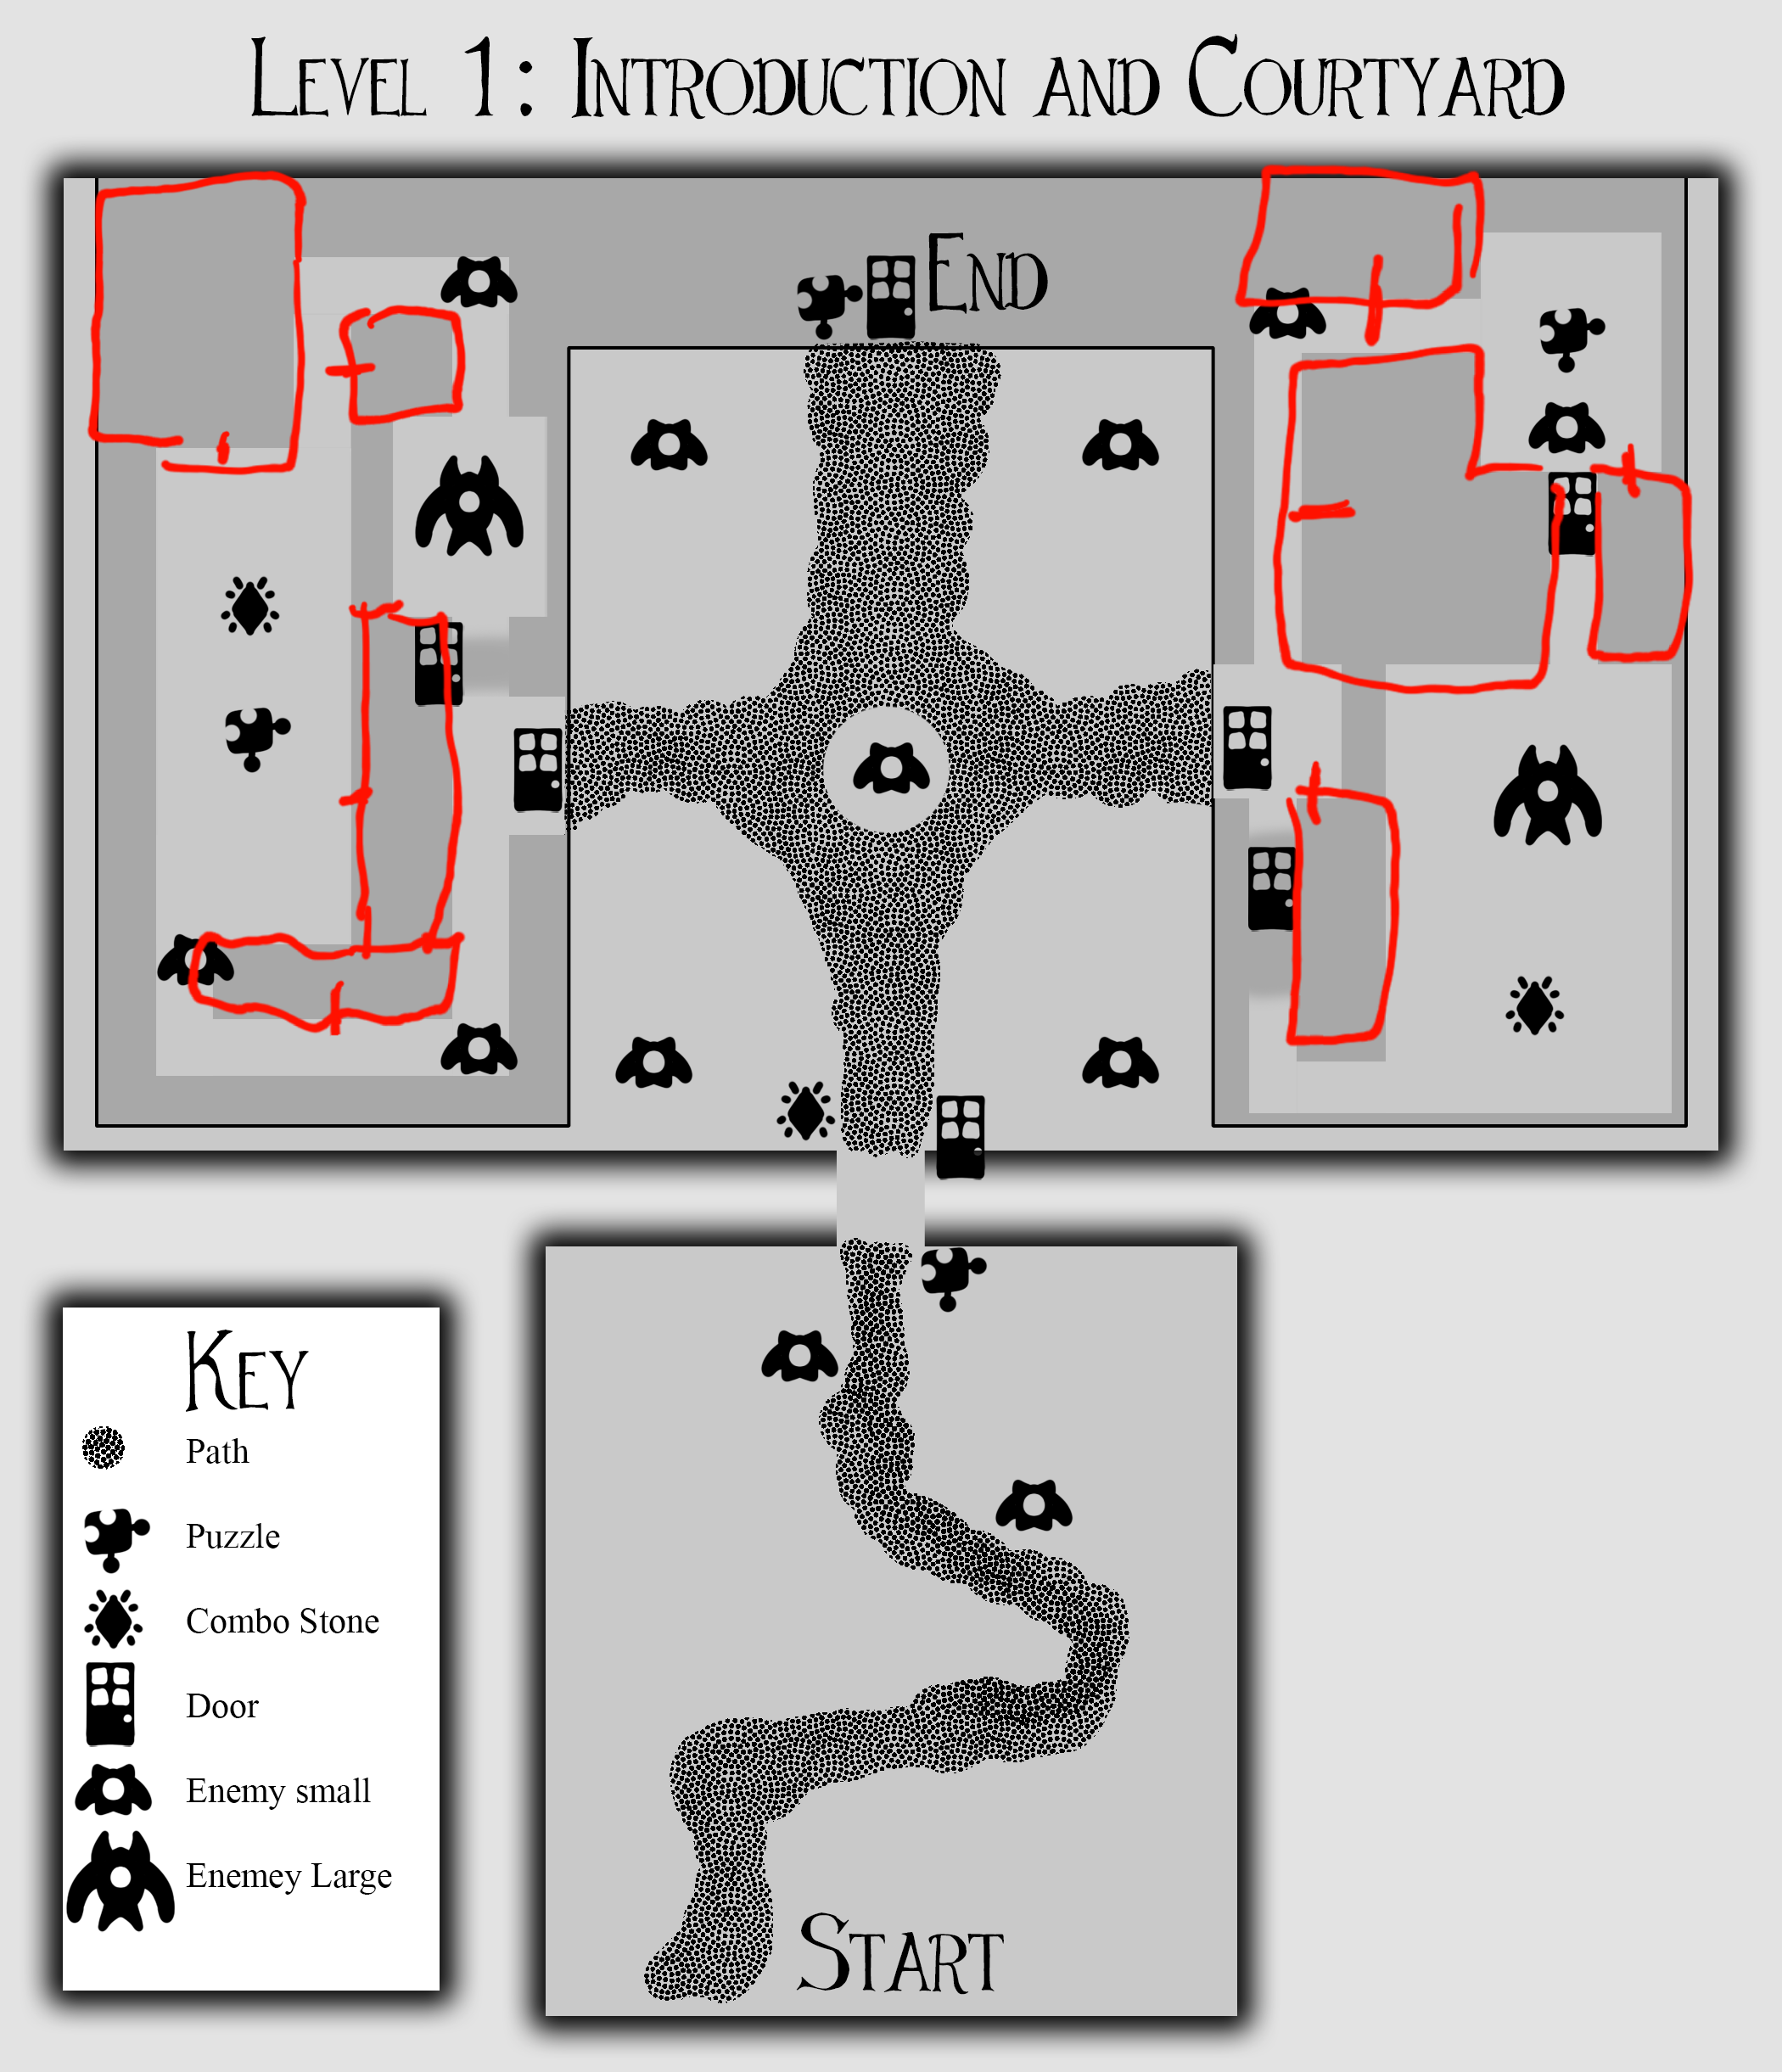 Level 1: Introduction and Courtyard
End
Key
Path
Puzzle
Combo Stone
Door
Enemy small
Enemey Large
Start